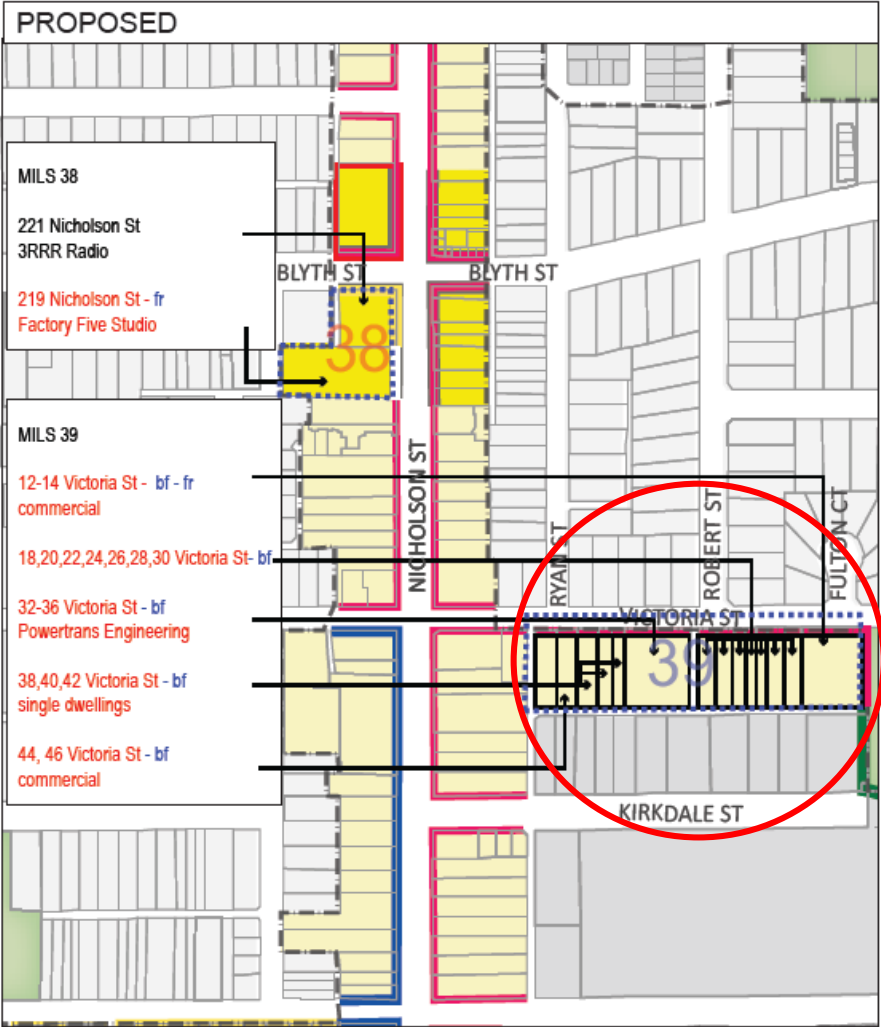 PROPOSED
MILS 38
221 Nicholson St
3RRR Radio
219 Nicholson St - fr
Factory Five Studio
BLYTH ST
BLYTH ST
38
MILS 39
12-14 Victoria St - bf - fr
commercial
18,20,22,24,26,28,30 Victoria St- bf
32-36 Victoria St - bf
Powertrans Engineering
38,40,42 Victoria St - bf
single dwellings
44, 46 Victoria St - bf
commercial
NICHOLSON ST
RYAN ST
ROBERT ST
FULTON CT
VICTORIA ST
39
KIRKDALE ST